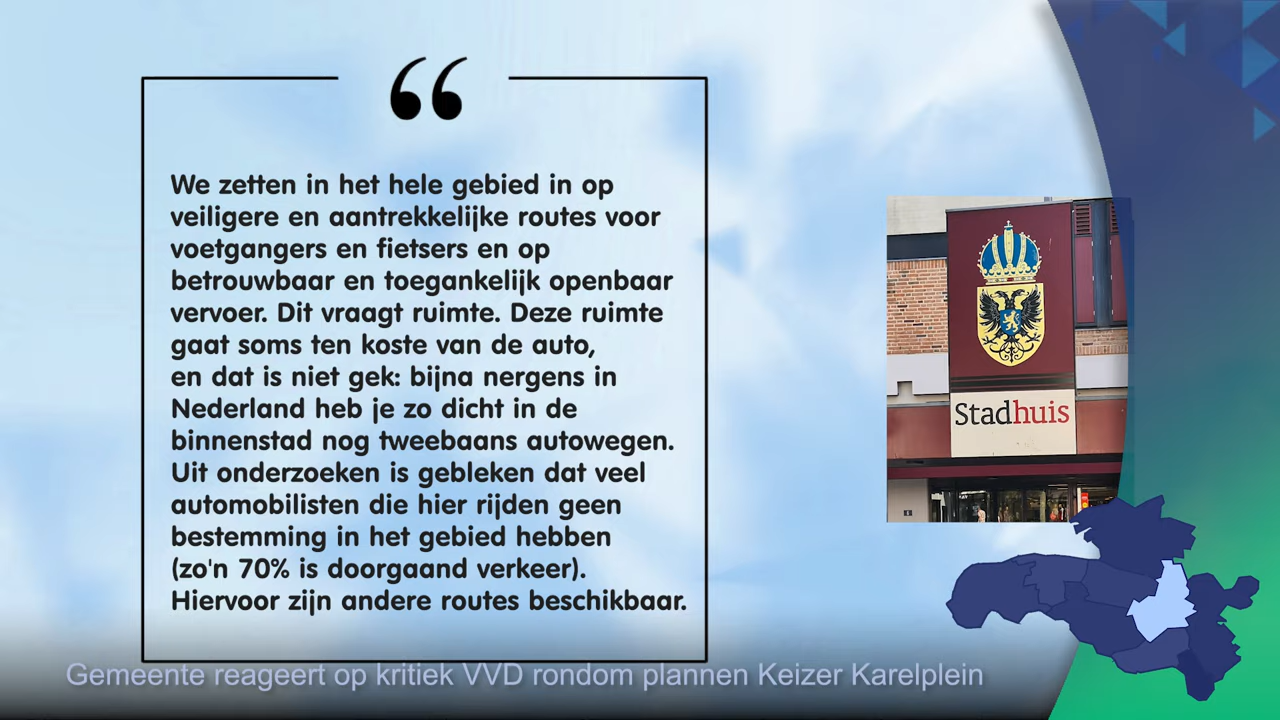 “
We zetten in het hele gebied in op
veiligere en aantrekkelijke routes voor
voetgangers en fietsers en op
betrouwbaar en toegankelijk openbaar
vervoer. Dit vraagt ruimte. Deze ruimte
gaat soms ten koste van de auto,
en dat is niet gek: bijna nergens in
Nederland heb je zo dicht in de
binnenstad nog tweebaans autowegen.
Uit onderzoeken is gebleken dat veel
automobilisten die hier rijden geen
bestemming in het gebied hebben
(zo'n 70% is doorgaand verkeer).
Hiervoor zijn andere routes beschikbaar.
Stadhuis
Gemeente reageert op kritiek VVD rondom plannen Keizer Karelplein